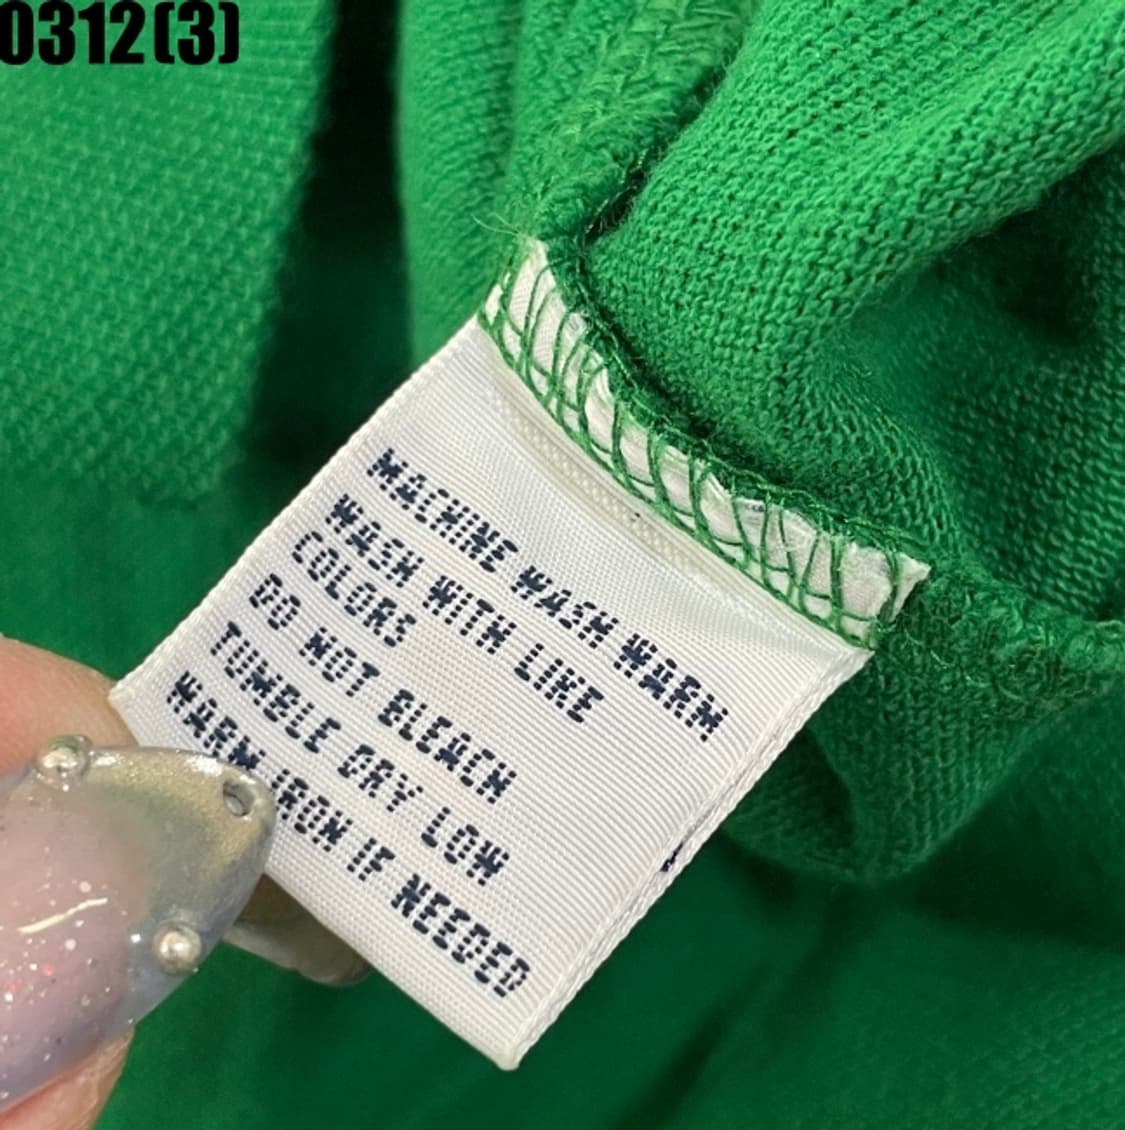 0312(3)
MACHINE WASH WARM
WASH WITH LIKE
COLORS
DO NOT BLEACH
TUMBLE DRY LOW
WARM IRON IF NEEDED